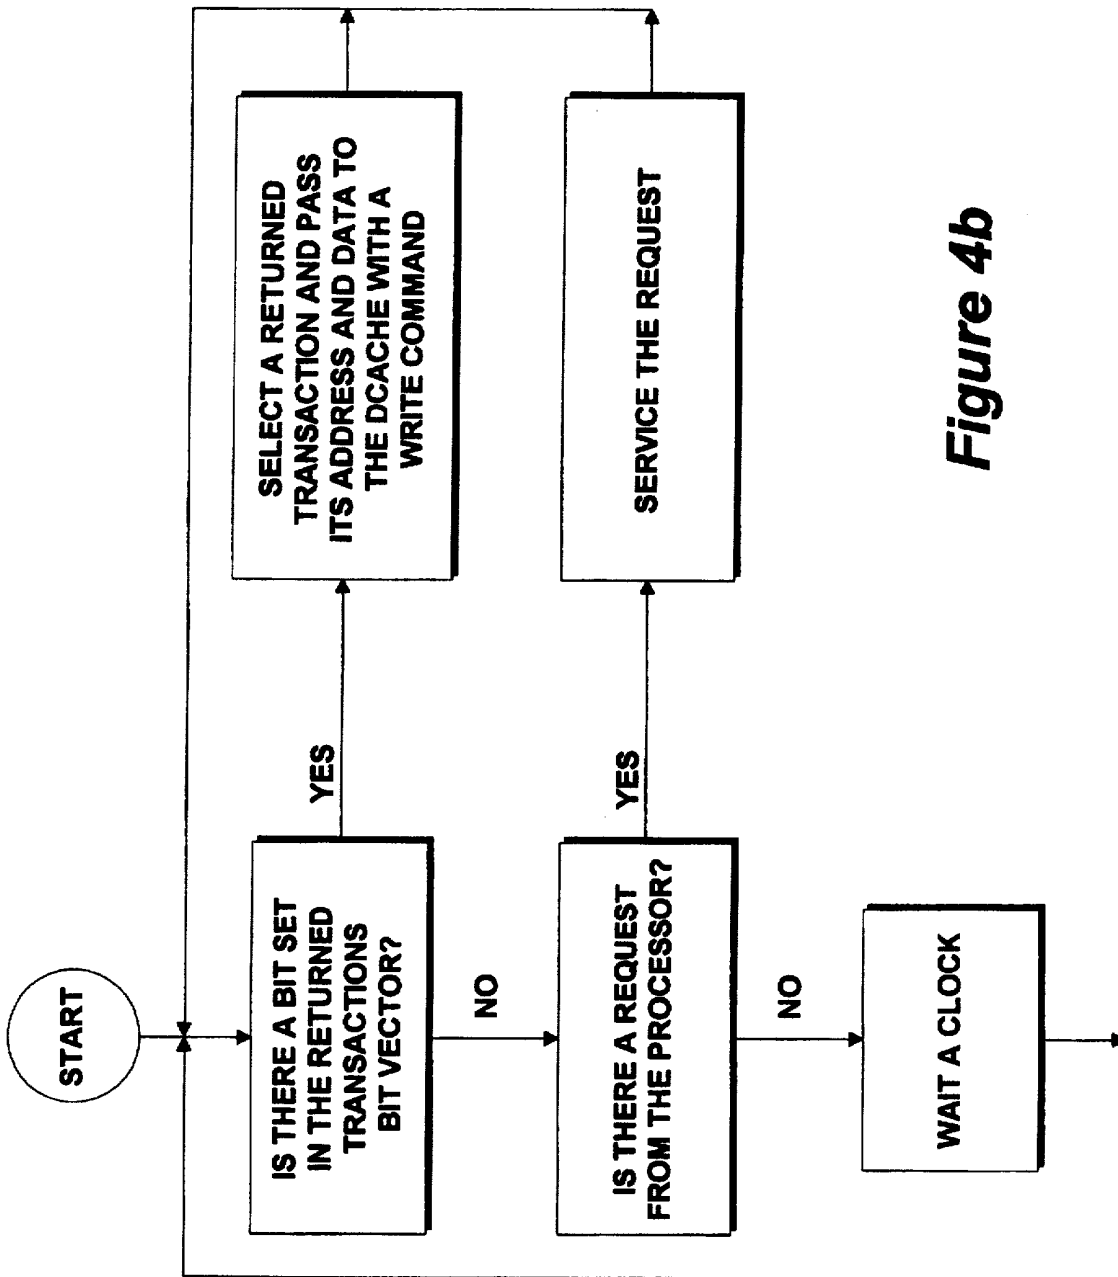 START
IS THERE A BIT SET
IN THE RETURNED
TRANSACTIONS
BIT VECTOR?
YES
SELECT A RETURNED
TRANSACTION AND PASS
ITS ADDRESS AND DATA TO
THE DCACHE WITH A
WRITE COMMAND
NO
IS THERE A REQUEST
FROM THE PROCESSOR?
YES
SERVICE THE REQUEST
NO
WAIT A CLOCK
Figure 4b